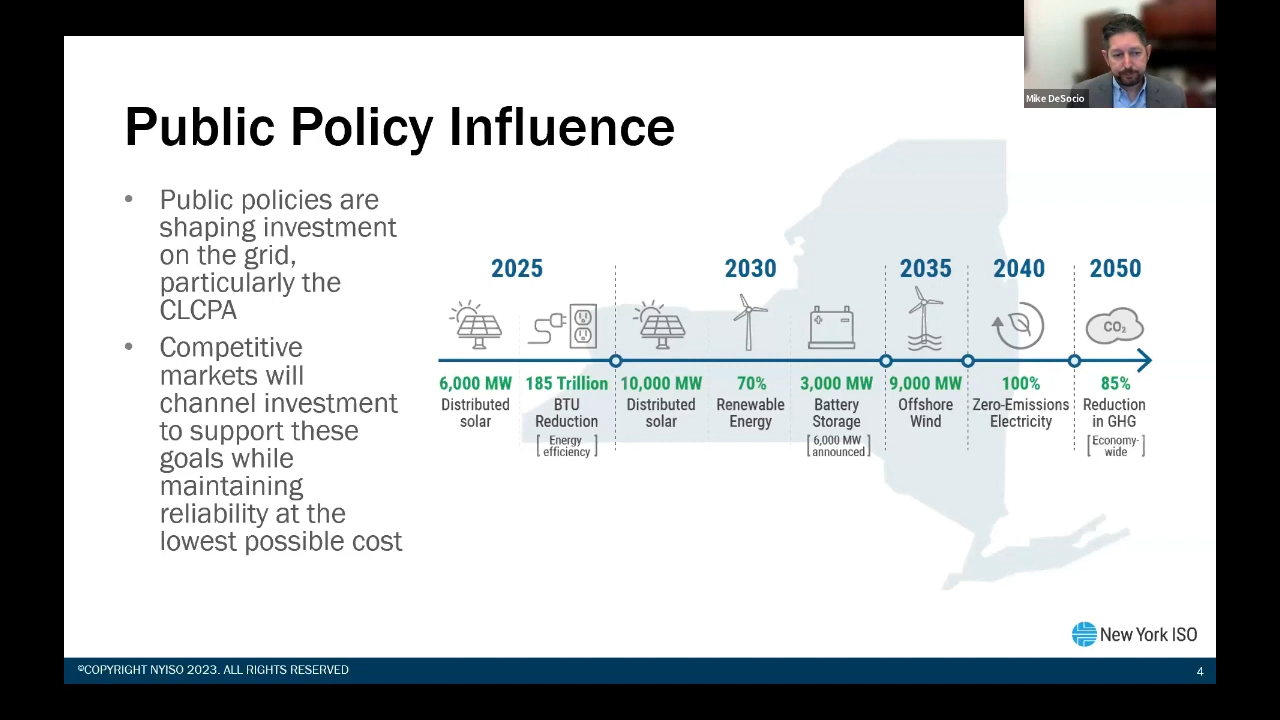 Mike DeSocio
Public Policy Influence
• Public policies are
shaping investment
on the grid,
particularly the
CLCPA
• Competitive
markets will
channel investment
to support these
goals while
maintaining
reliability at the
lowest possible cost
2025
2030
2035
2040
2050
CO₂
6,000 MW
Distributed
solar
185 Trillion
BTU
Reduction
[Energy
efficiency]
10,000 MW
Distributed
solar
70%
Renewable
Energy
3,000 MW
Battery
Storage
[6,000 MW
announced]
9,000 MW
Offshore
Wind
100%
Zero-Emissions
Electricity
85%
Reduction
in GHG
[Economy-
wide]
New York ISO
©COPYRIGHT NYISO 2023. ALL RIGHTS RESERVED
4